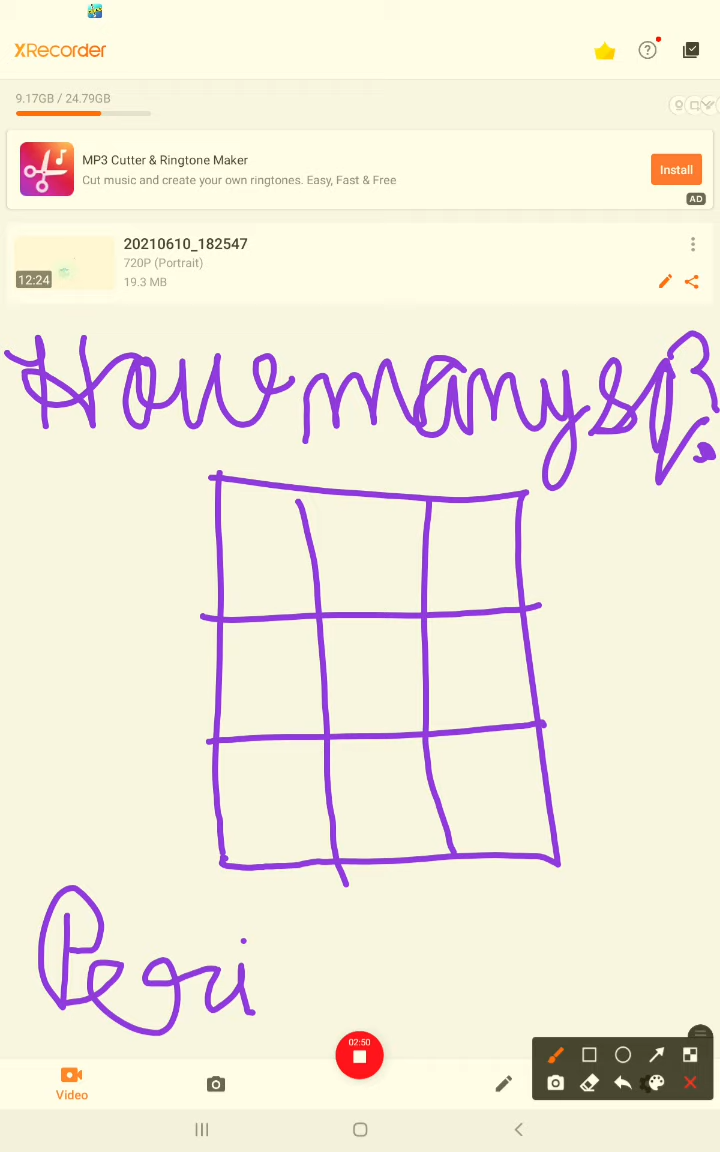 XRecorder
9.17GB / 24.79GB
MP3 Cutter & Ringtone Maker
Cut music and create your own ringtones. Easy, Fast & Free
Install
AD
20210610_182547
720P (Portrait)
12:24
19.3 MB
How many sq?
02:50
Video